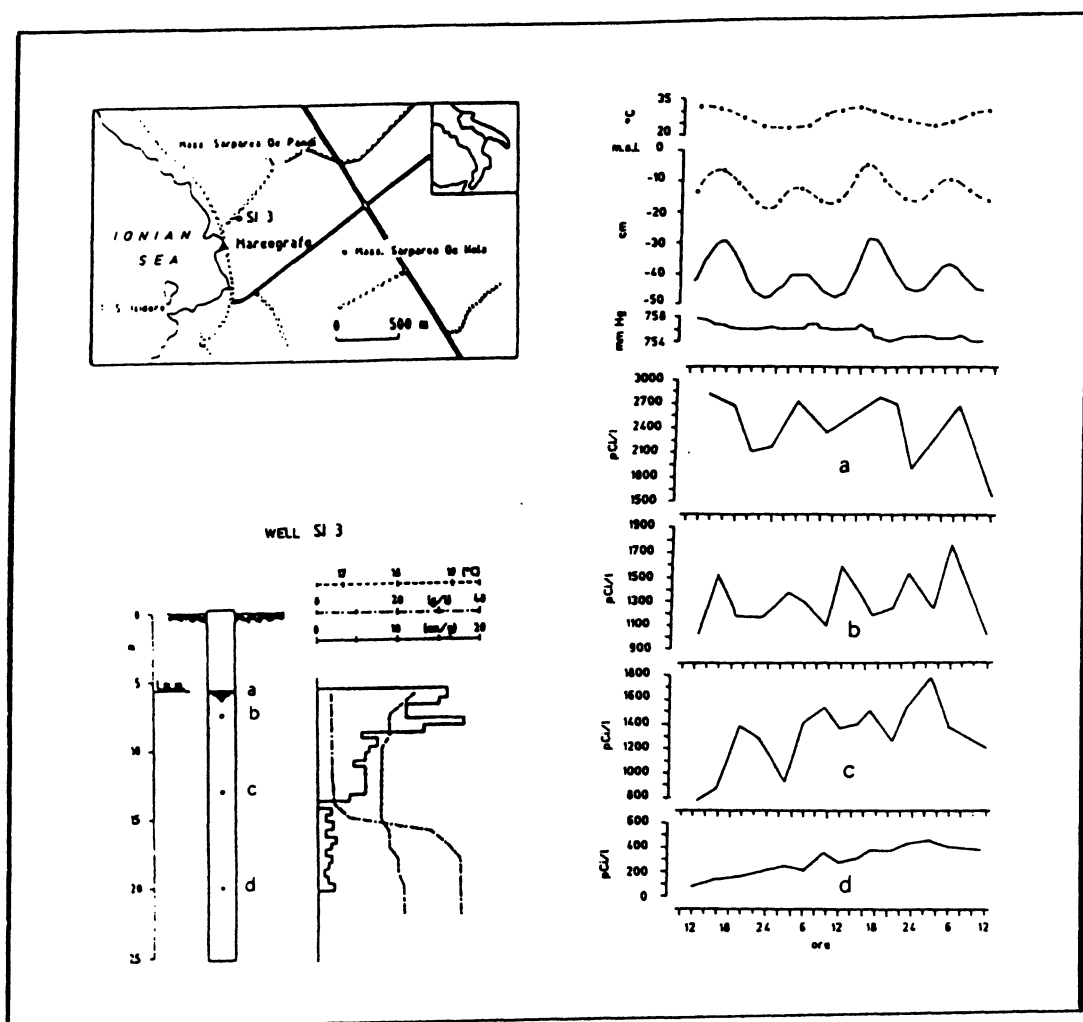 Mass. Sarparea De Pandi
SI 3
Mareografo
IONIAN
SEA
Mass. Sarparea De Nola
S. Isidoro
0 500 m
WELL SI 3
17 18 19 (°C)
0 20 (g/l) 40
0 10 (cm/g) 20
0
m
5
10
15
20
25
a
b
c
d
°C
35
20
m.s.l.
0
-10
-20
cm
-30
-40
-50
mm Hg
758
754
pCi/l
3000
2700
2400
2100
1800
1500
a
pCi/l
1900
1700
1500
1300
1100
900
b
pCi/l
1800
1600
1400
1200
1000
800
c
pCi/l
600
400
200
0
d
12 18 24 6 12 18 24 6 12
ore